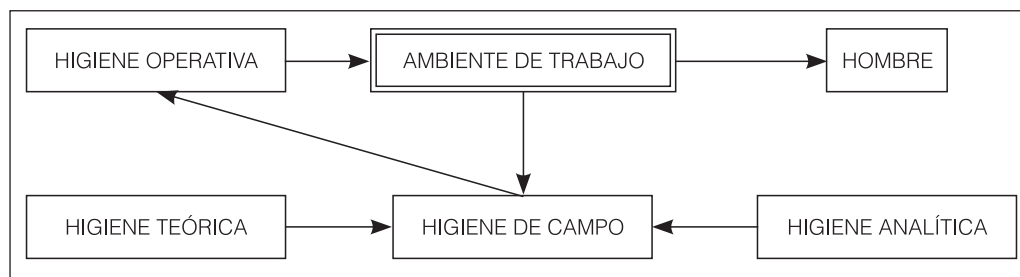 HIGIENE OPERATIVA
AMBIENTE DE TRABAJO
HOMBRE
HIGIENE TEÓRICA
HIGIENE DE CAMPO
HIGIENE ANALÍTICA